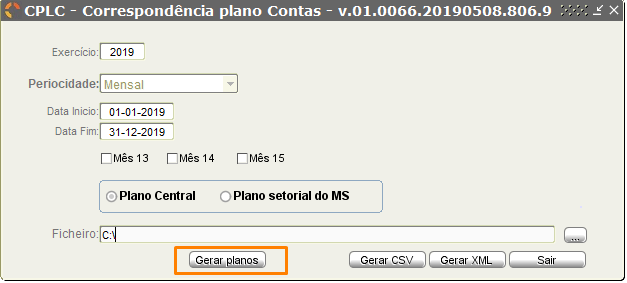 CPLC - Correspondência plano Contas - v.01.0066.20190508.806.9
Exercício: 2019
Periocidade: Mensal
Data Inicio: 01-01-2019
Data Fim: 31-12-2019
Mês 13 Mês 14 Mês 15
Plano Central Plano setorial do MS
Ficheiro: C:\
...
Gerar planos Gerar CSV Gerar XML Sair